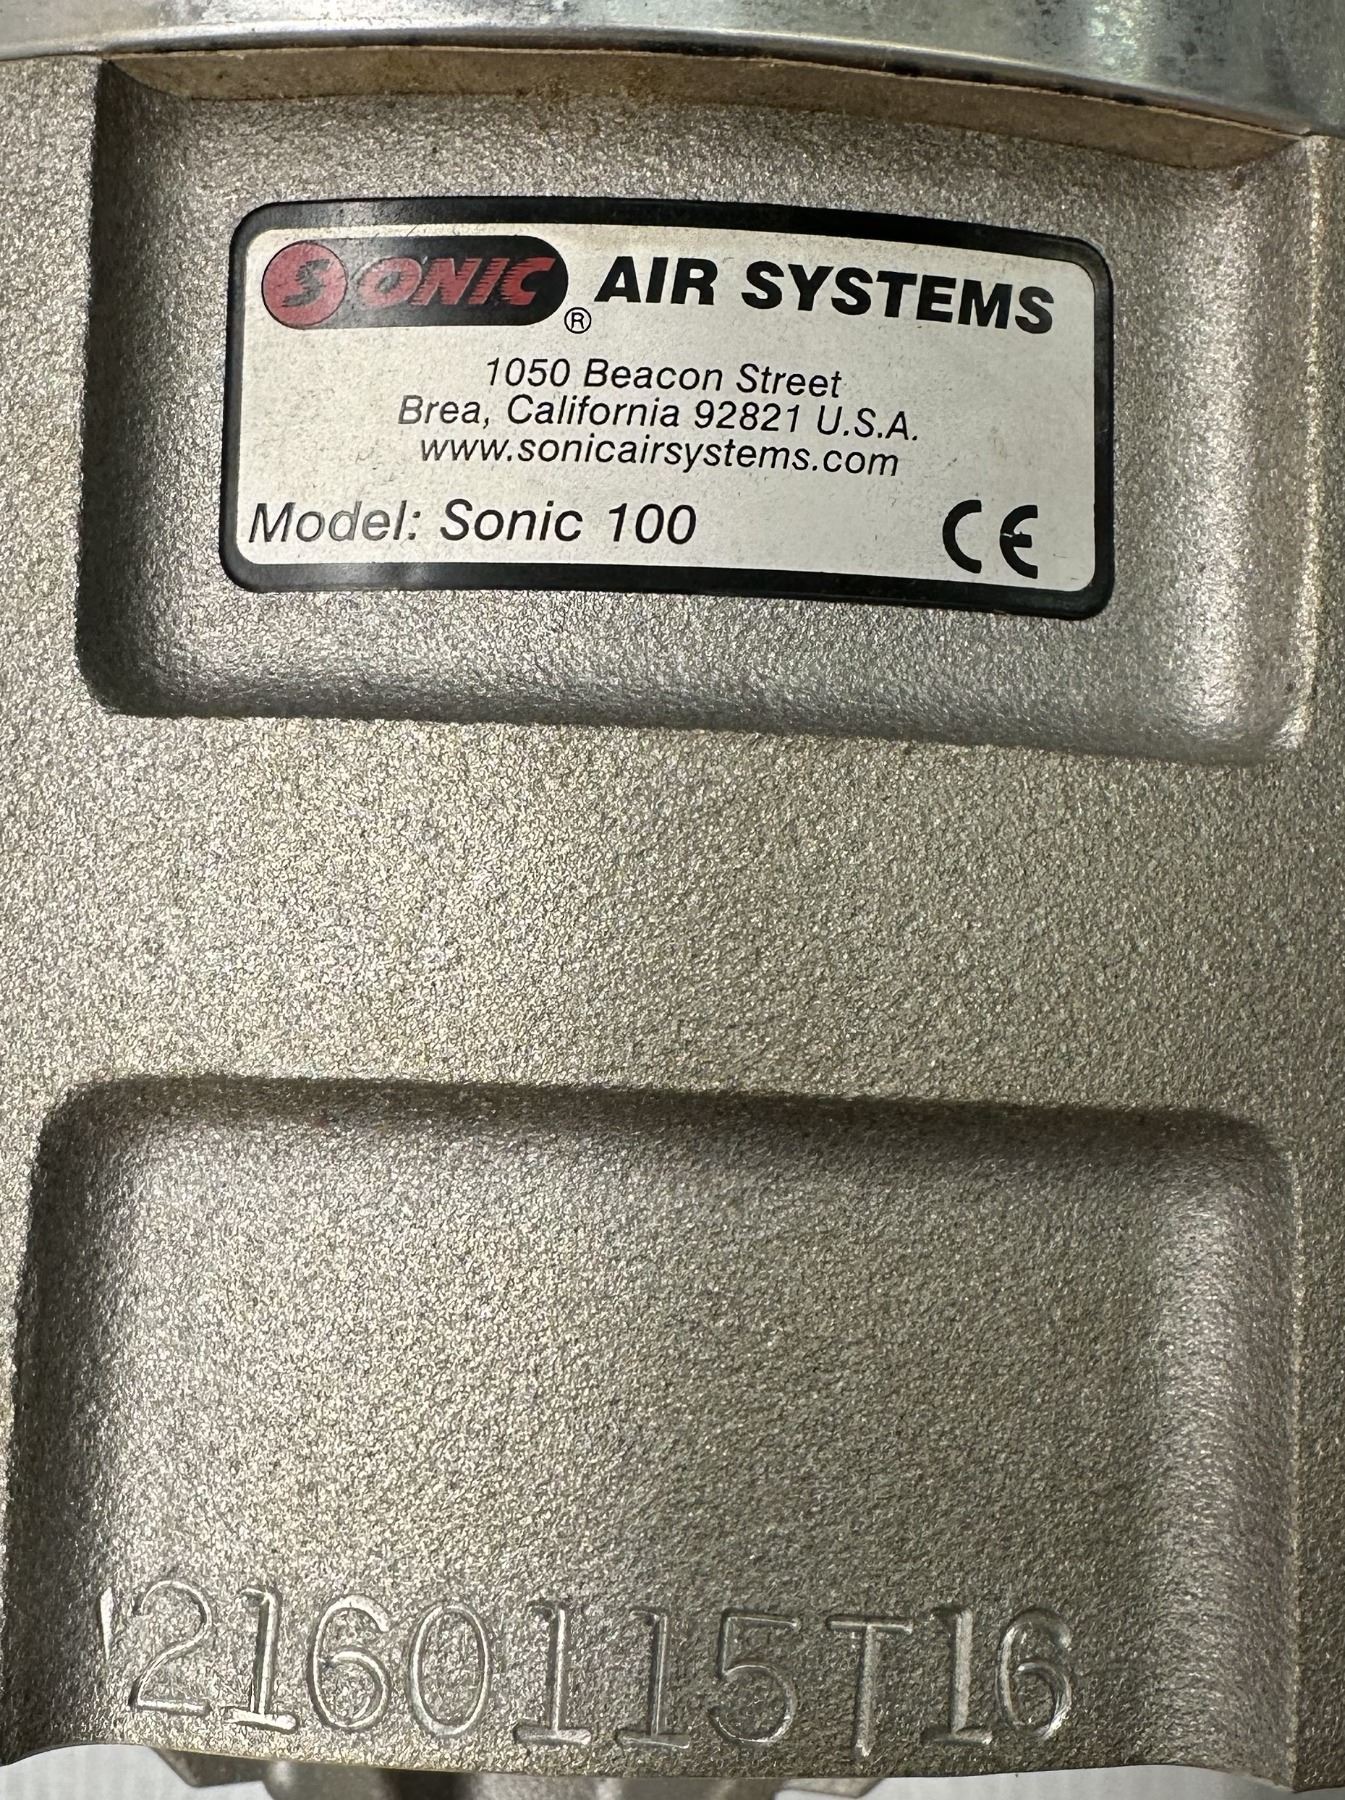 SONIC® AIR SYSTEMS
1050 Beacon Street
Brea, California 92821 U.S.A.
www.sonicairsystems.com
Model: Sonic 100 CE
2160115T16